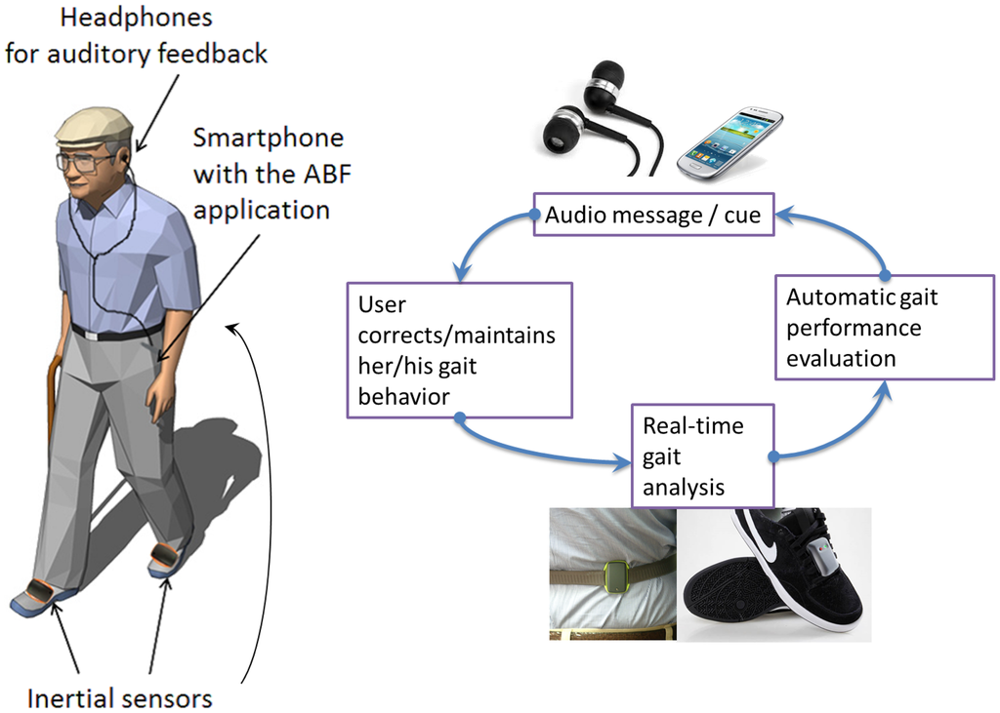 Headphones
for auditory feedback
Smartphone
with the ABF
application
Inertial sensors
Audio message / cue
User
corrects/maintains
her/his gait
behavior
Real-time
gait
analysis
Automatic gait
performance
evaluation